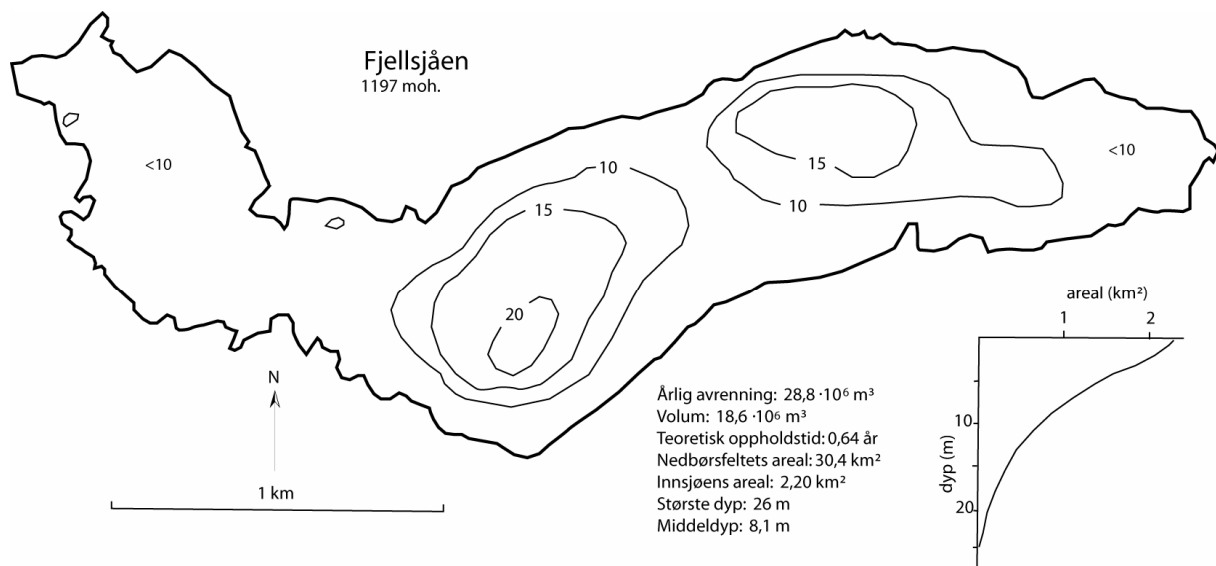 Fjellsjåen
1197 moh.
<10
10
15
20
15
10
<10
N
1 km
Årlig avrenning: 28,8 ·10⁶ m³
Volum: 18,6 ·10⁶ m³
Teoretisk oppholdstid: 0,64 år
Nedbørsfeltets areal: 30,4 km²
Innsjøens areal: 2,20 km²
Største dyp: 26 m
Middeldyp: 8,1 m
areal (km²)
1 2
10
dyp (m)
20